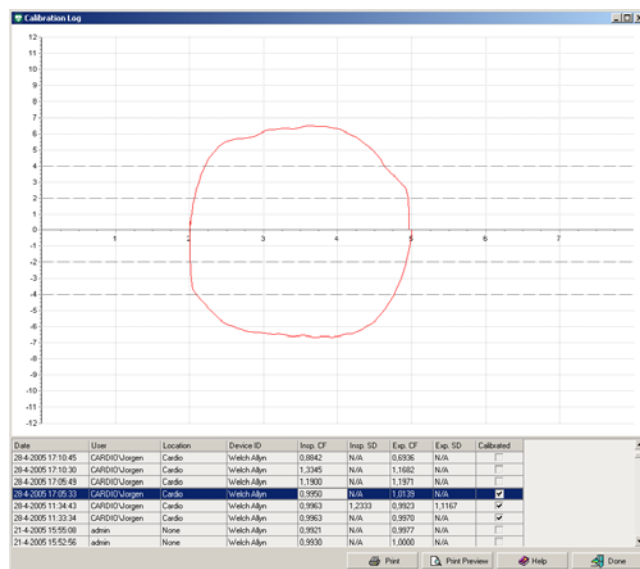 Calibration Log
12
11
10
9
8
7
6
5
4
3
2
1
0
1 2 3 4 5 6 7
-1
-2
-3
-4
-5
-6
-7
-8
-9
-10
-11
-12
Date User Location Device ID Insp. CF Insp. SD Exp. CF Exp. SD Calibrated
28-4-2005 17:10:45 CARDIO\Jorgen Cardio Welch Allyn 0,8842 N/A 0,6936 N/A
28-4-2005 17:10:30 CARDIO\Jorgen Cardio Welch Allyn 1,3345 N/A 1,1682 N/A
28-4-2005 17:05:49 CARDIO\Jorgen Cardio Welch Allyn 1,1900 N/A 1,1971 N/A
28-4-2005 17:05:33 CARDIO\Jorgen Cardio Welch Allyn 0,9950 N/A 1,0139 N/A
28-4-2005 11:34:43 CARDIO\Jorgen Cardio Welch Allyn 0,9963 1,2333 0,9923 1,1167
28-4-2005 11:33:34 CARDIO\Jorgen Cardio Welch Allyn 0,9963 N/A 0,9970 N/A
21-4-2005 15:55:08 admin None Welch Allyn 0,9921 N/A 0,9977 N/A
21-4-2005 15:52:56 admin None Welch Allyn 0,9930 N/A 1,0000 N/A
Print Print Preview Help Done